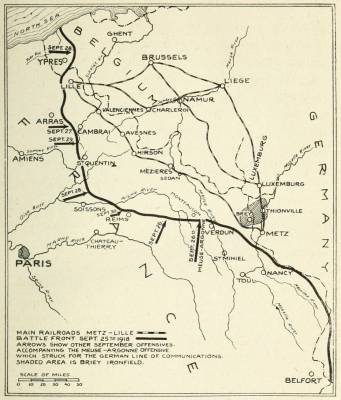 NORTH SEA
GHENT
SEPT. 28
BELGIUM
YPRES
BRUSSELS
LILLE
LIEGE
NAMUR
VALENCIENNES
CHARLEROI
ARRAS
SEPT. 27
CAMBRAI
AVESNES
SEPT. 29
HIRSON
AMIENS
ST QUENTIN
MEZIERES
SEDAN
LUXEMBURG
GERMANY
SEPT. 28
LUXEMBURG
OISE RIVER
SOISSONS
SEPT. 30
REIMS
BRIEY
THIONVILLE
METZ
VERDUN
SEPT. 26
MEUSE-ARGONNE
CHATEAU-
THIERRY
ST MIHIEL
PARIS
TOUL
NANCY
FRANCE
BELFORT
MAIN RAILROADS METZ-LILLE
BATTLE FRONT SEPT. 25TH 1918
ARROWS SHOW OTHER SEPTEMBER OFFENSIVES
ACCOMPANYING THE MEUSE-ARGONNE OFFENSIVE
WHICH STRUCK FOR THE GERMAN LINE OF COMMUNICATIONS.
SHADED AREA IS BRIEY IRONFIELD.
SCALE OF MILES
0 10 20 30 40 50